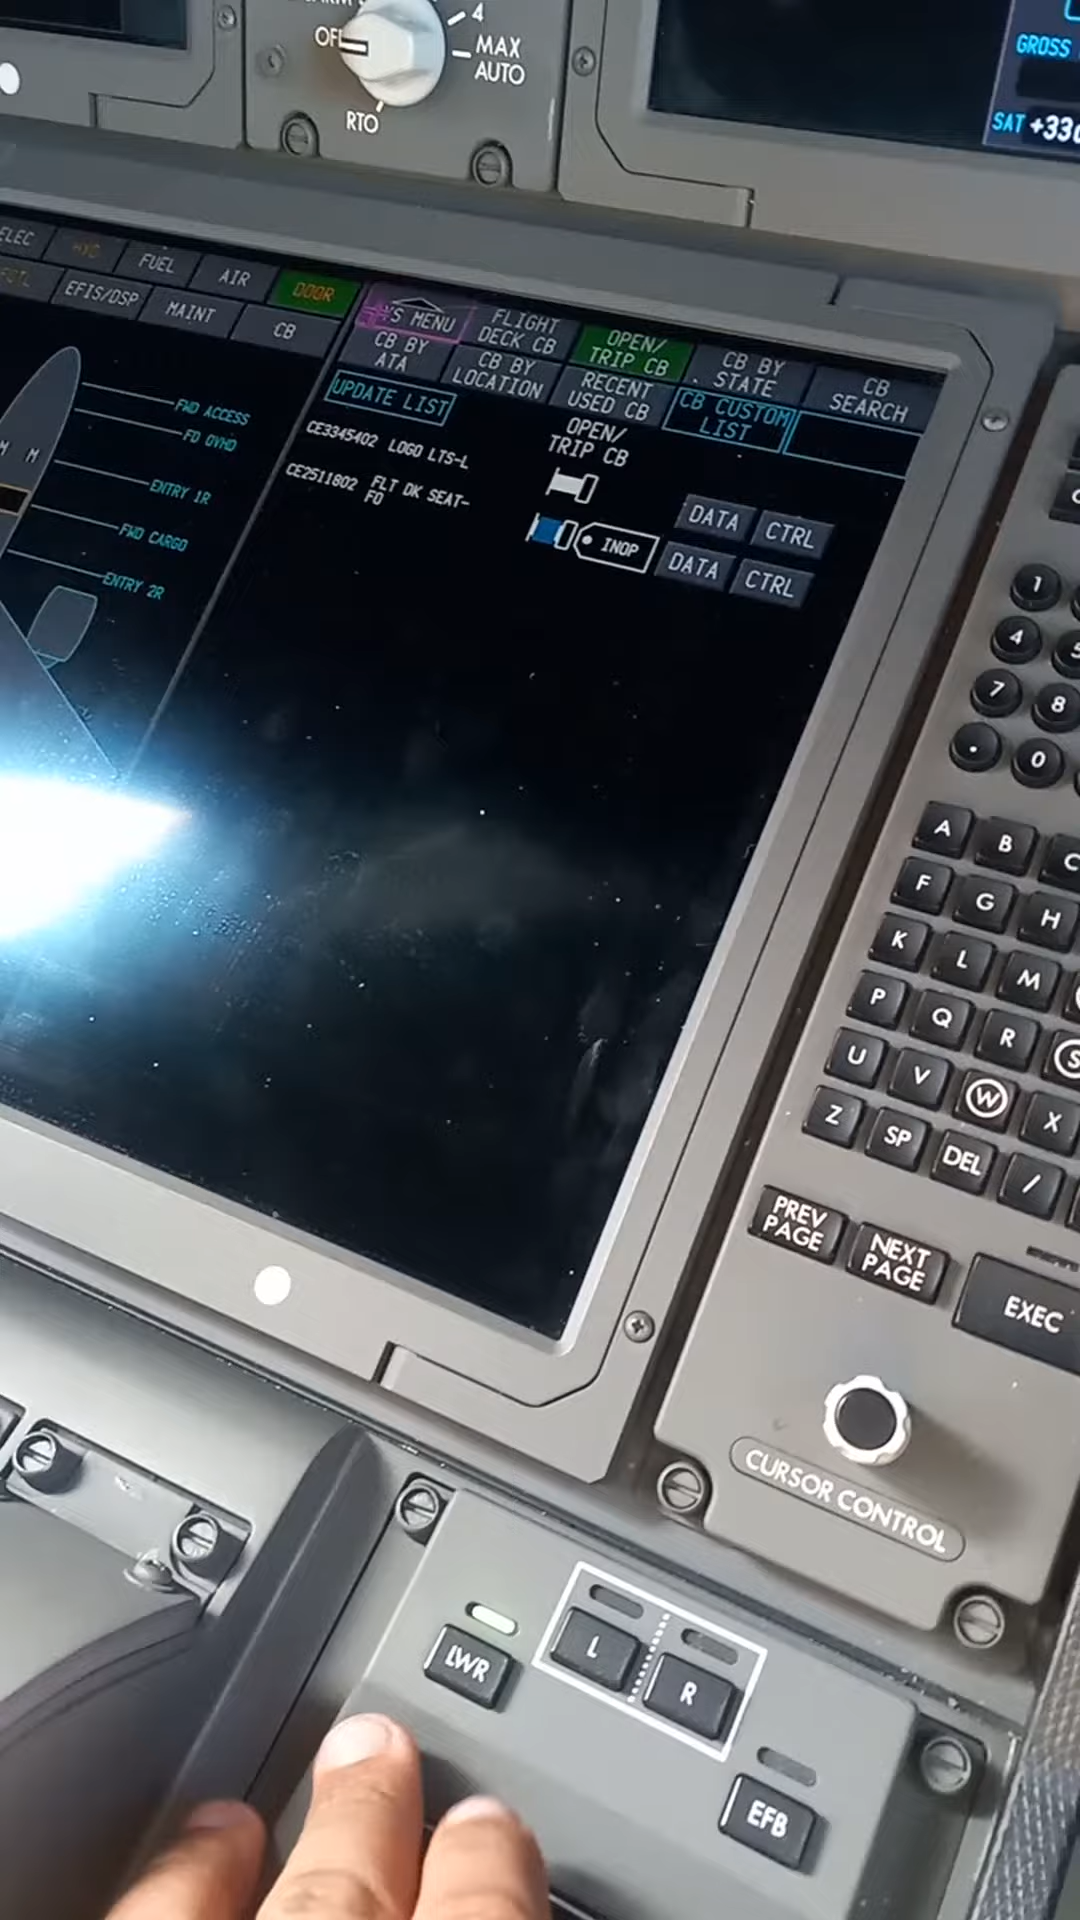 4
OFF
MAX
AUTO
RTO
GROSS
SAT +33c
ELEC
HYD
FUEL
AIR
DOOR
FCTL
EFIS/DSP
MAINT
CB
S MENU
FLIGHT
DECK CB
OPEN/
TRIP CB
CB BY
STATE
CB
SEARCH
CB BY
ATA
CB BY
LOCATION
RECENT
USED CB
CB CUSTOM
LIST
UPDATE LIST
OPEN/
TRIP CB
CE3345402 LOGO LTS-L
DATA
CTRL
CE2511802 FLT DK SEAT-
FO
INOP
DATA
CTRL
FWD ACCESS
FD OVHD
ENTRY 1R
FWD CARGO
ENTRY 2R
M M
1
4 5
7 8
. 0
A B C
F G H
K L M
P Q R S
U V W X
Z SP DEL /
PREV
PAGE
NEXT
PAGE
EXEC
CURSOR CONTROL
LWR
L
R
EFB